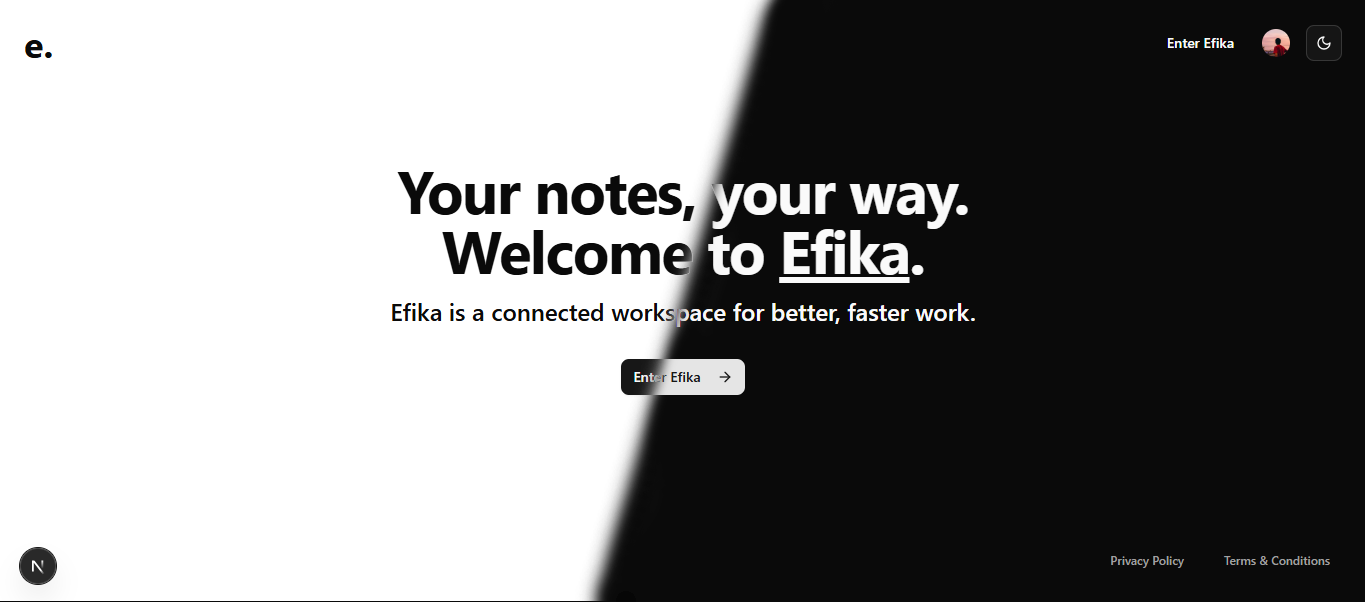 e.
Enter Efika
Your notes, your way.
Welcome to Efika.
Efika is a connected workspace for better, faster work.
Enter Efika →
N
Privacy Policy
Terms & Conditions